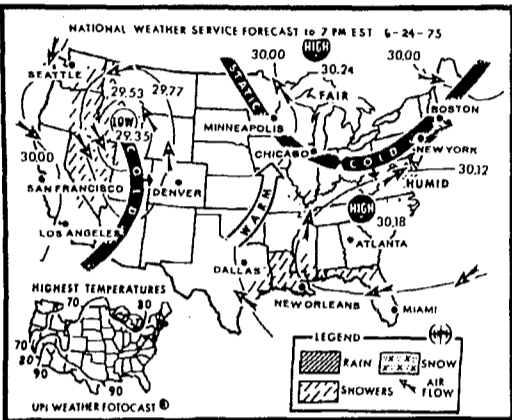 NATIONAL WEATHER SERVICE FORECAST to 7 PM EST 6-24-75
30.00
HIGH
30.24
30.00
SEATTLE
29.53
29.77
STATIC
FAIR
LOW
29.35
MINNEAPOLIS
BOSTON
CHICAGO
COLD
NEW YORK
30.00
COLD
30.12
SAN FRANCISCO
DENVER
WARM
HUMID
HIGH
30.18
LOS ANGELES
ATLANTA
DALLAS
HIGHEST TEMPERATURES
NEW ORLEANS
MIAMI
70
80
LEGEND
70
80
90
90
RAIN
SNOW
SHOWERS
AIR FLOW
UPI WEATHER FOTOCAST